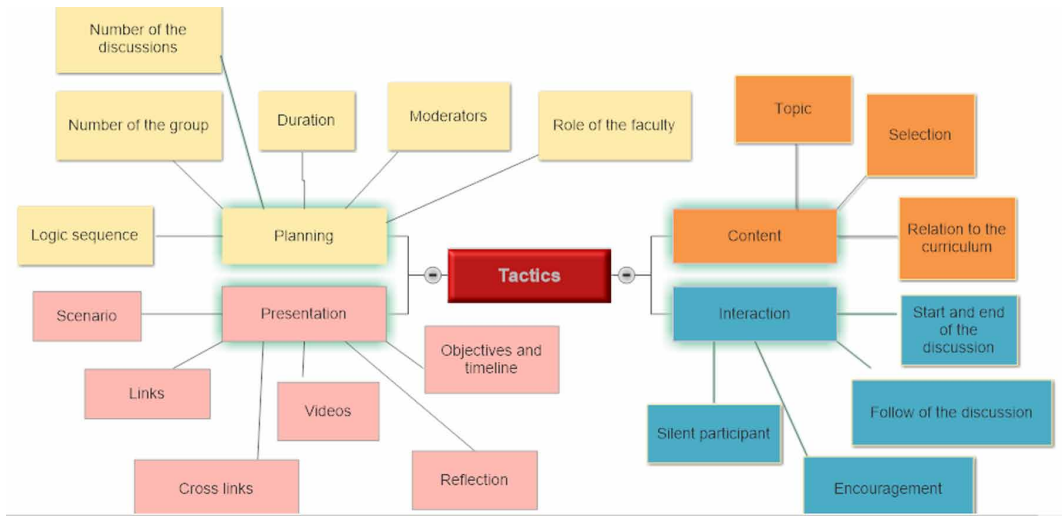 Number of the
discussions
Number of the group
Duration
Moderators
Role of the faculty
Logic sequence
Planning
Scenario
Presentation
Objectives and
timeline
Links
Videos
Cross links
Reflection
Tactics
Topic
Selection
Content
Relation to the
curriculum
Interaction
Start and end
of the
discussion
Follow of the discussion
Silent participant
Encouragement